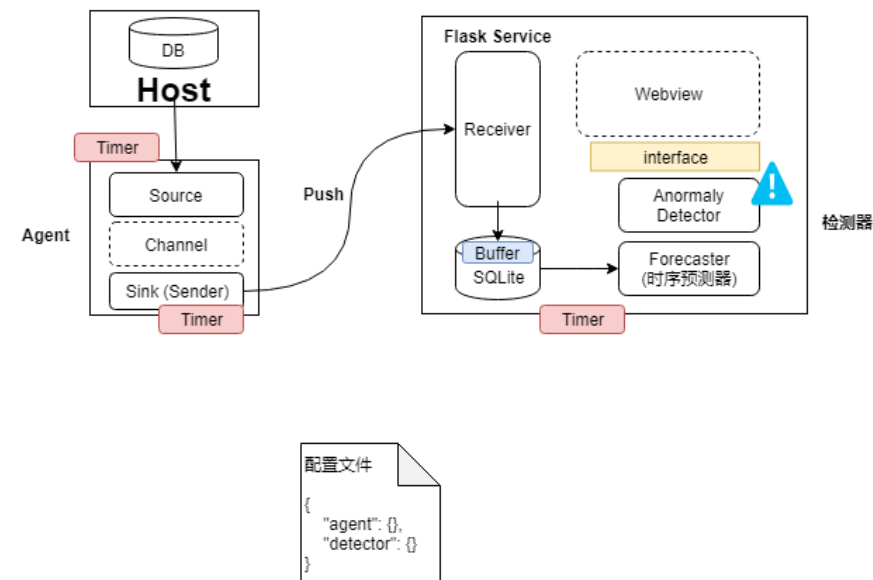 DB
Host
Timer
Source
Agent
Channel
Sink (Sender)
Timer
Push
Flask Service
Receiver
Webview
interface
Anormaly
Detector
检测器
Buffer
SQLite
Forecaster
(时序预测器)
Timer
配置文件
{
"agent": {},
"detector": {}
}